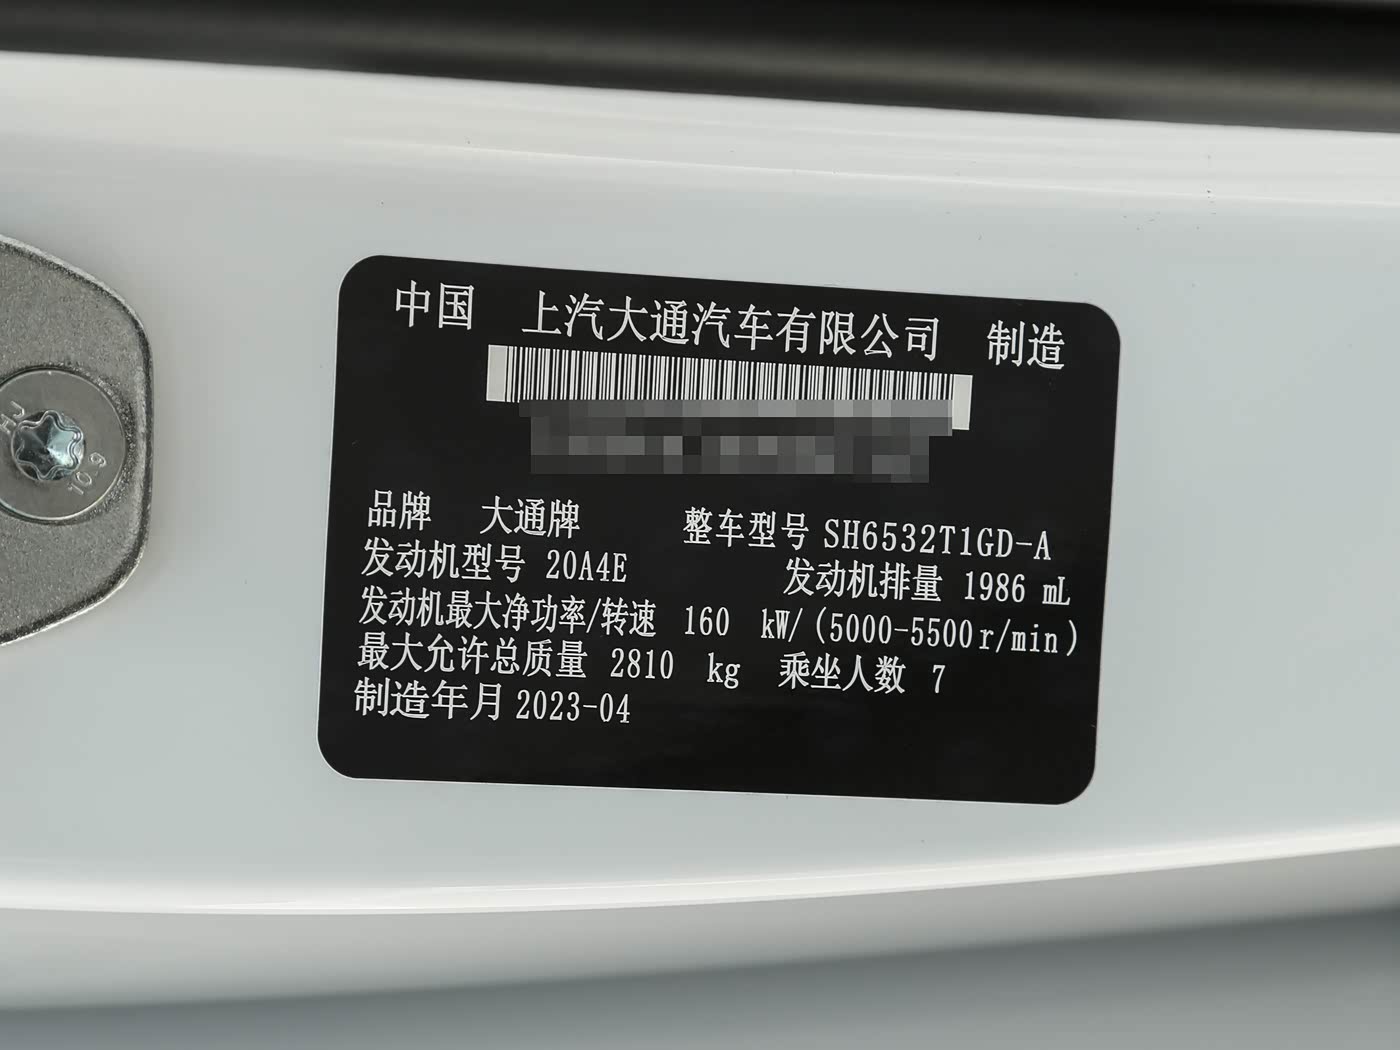 中国 上汽大通汽车有限公司 制造
品牌 大通牌 整车型号 SH6532T1GD-A
发动机型号 20A4E 发动机排量 1986 mL
发动机最大净功率/转速 160 kW/(5000-5500r/min)
最大允许总质量 2810 kg 乘坐人数 7
制造年月 2023-04
HJ
10.9